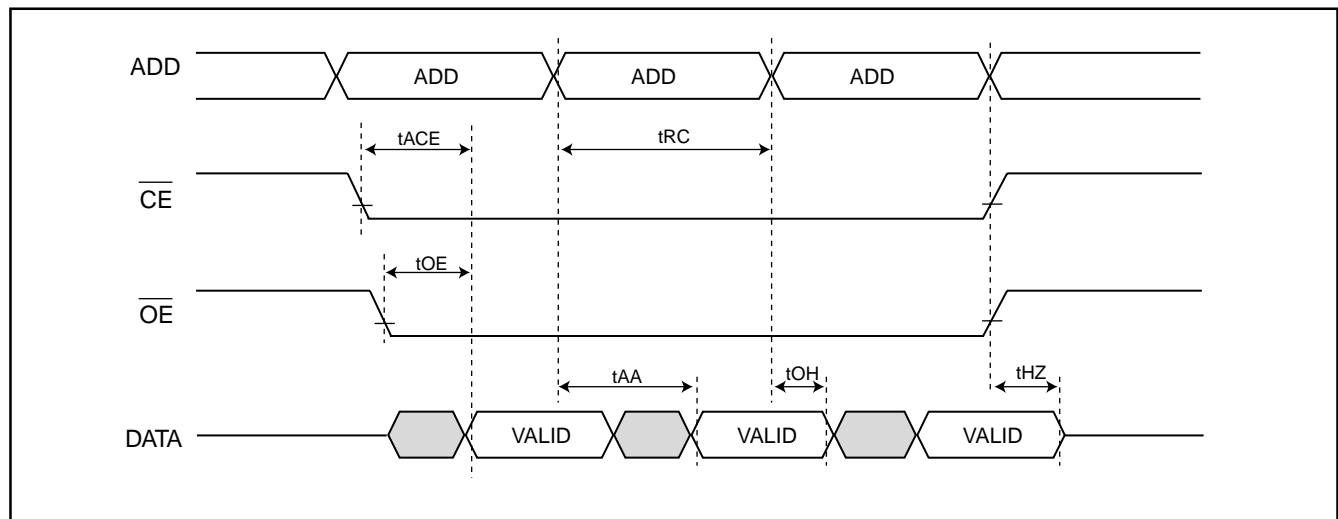 ADD ADD ADD ADD
tACE tRC
CE
tOE
OE
tAA tOH tHZ
DATA VALID VALID VALID